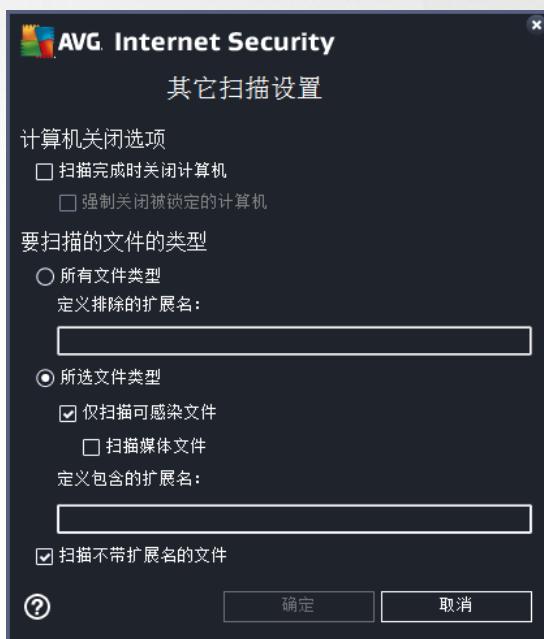 AVG. Internet Security
其它扫描设置
计算机关闭选项
扫描完成时关闭计算机
强制关闭被锁定的计算机
要扫描的文件的类型
所有文件类型
定义排除的扩展名：
所选文件类型
仅扫描可感染文件
扫描媒体文件
定义包含的扩展名：
扫描不带扩展名的文件
确定
取消